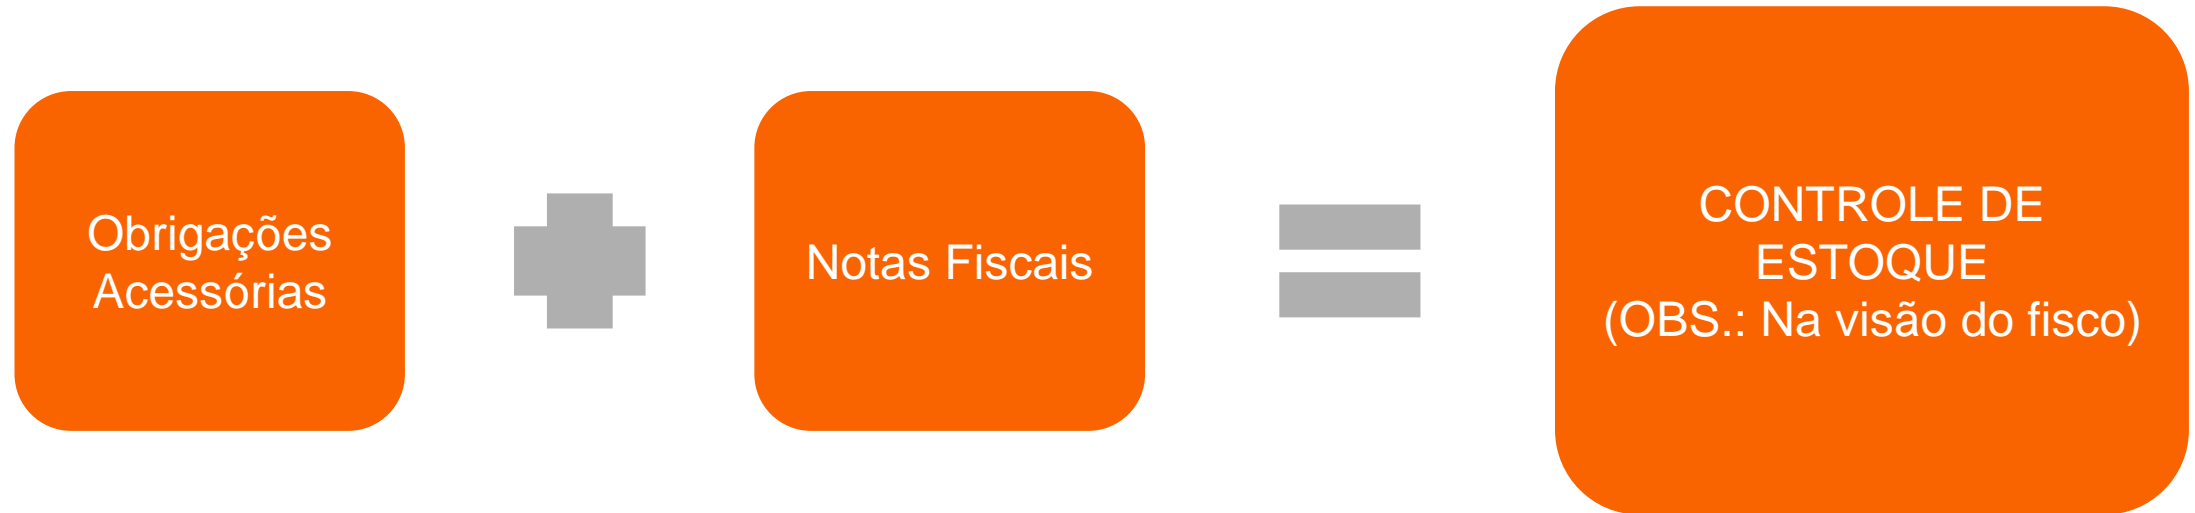 Obrigações
Acessórias
Notas Fiscais
CONTROLE DE
ESTOQUE
(OBS.: Na visão do fisco)